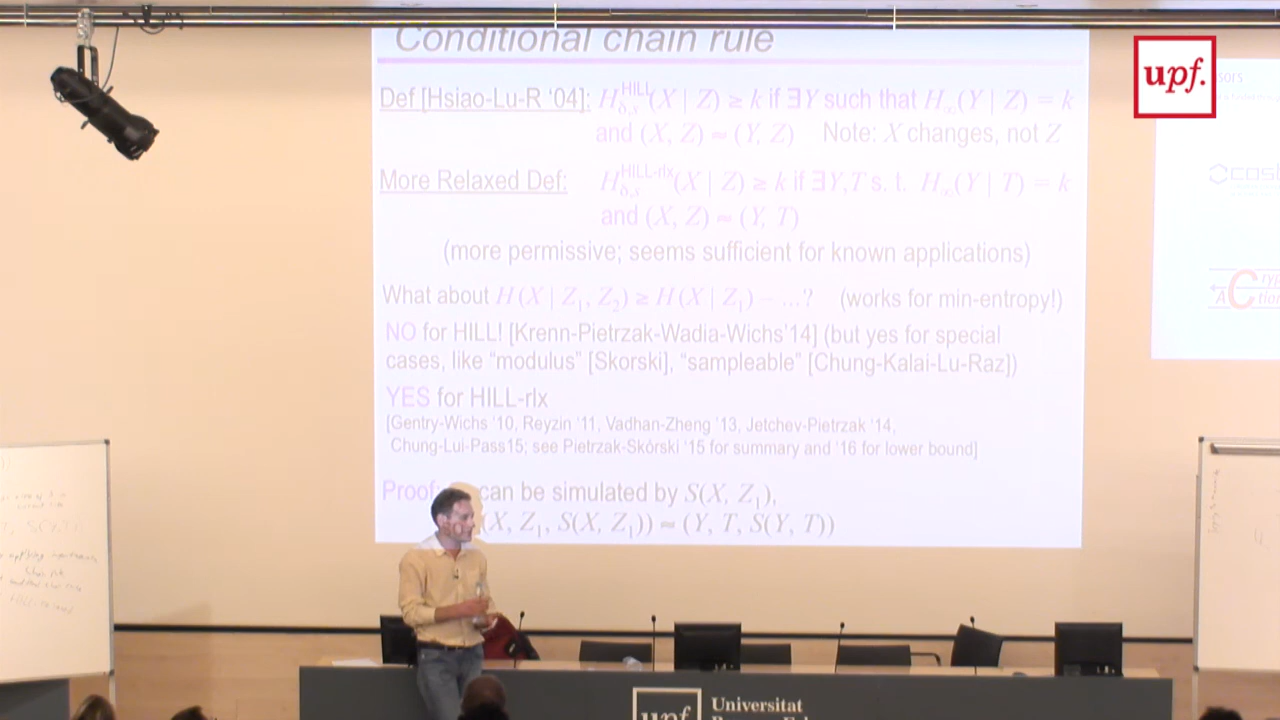 Conditional chain rule
upf.
Def [Hsiao-Lu-R '04]: H^HILL_δ,s (X | Z) ≥ k if ∃Y such that H_∞(Y | Z) = k
and (X, Z) ≈ (Y, Z) Note: X changes, not Z
More Relaxed Def: H^HILL-rlx_δ,s (X | Z) ≥ k if ∃Y,T s. t. H_∞(Y | T) = k
and (X, Z) ≈ (Y, T)
(more permissive; seems sufficient for known applications)
What about H(X | Z₁, Z₂) ≥ H(X | Z₁) – ...? (works for min-entropy!)
NO for HILL! [Krenn-Pietrzak-Wadia-Wichs'14] (but yes for special
cases, like “modulus” [Skorski], “sampleable” [Chung-Kalai-Lu-Raz])
YES for HILL-rlx
[Gentry-Wichs '10, Reyzin '11, Vadhan-Zheng '13, Jetchev-Pietrzak '14,
Chung-Lui-Pass15; see Pietrzak-Skórski '15 for summary and '16 for lower bound]
Proof: can be simulated by S(X, Z₁),
(X, Z₁, S(X, Z₁)) ≈ (Y, T, S(Y, T))
upf.
Universitat